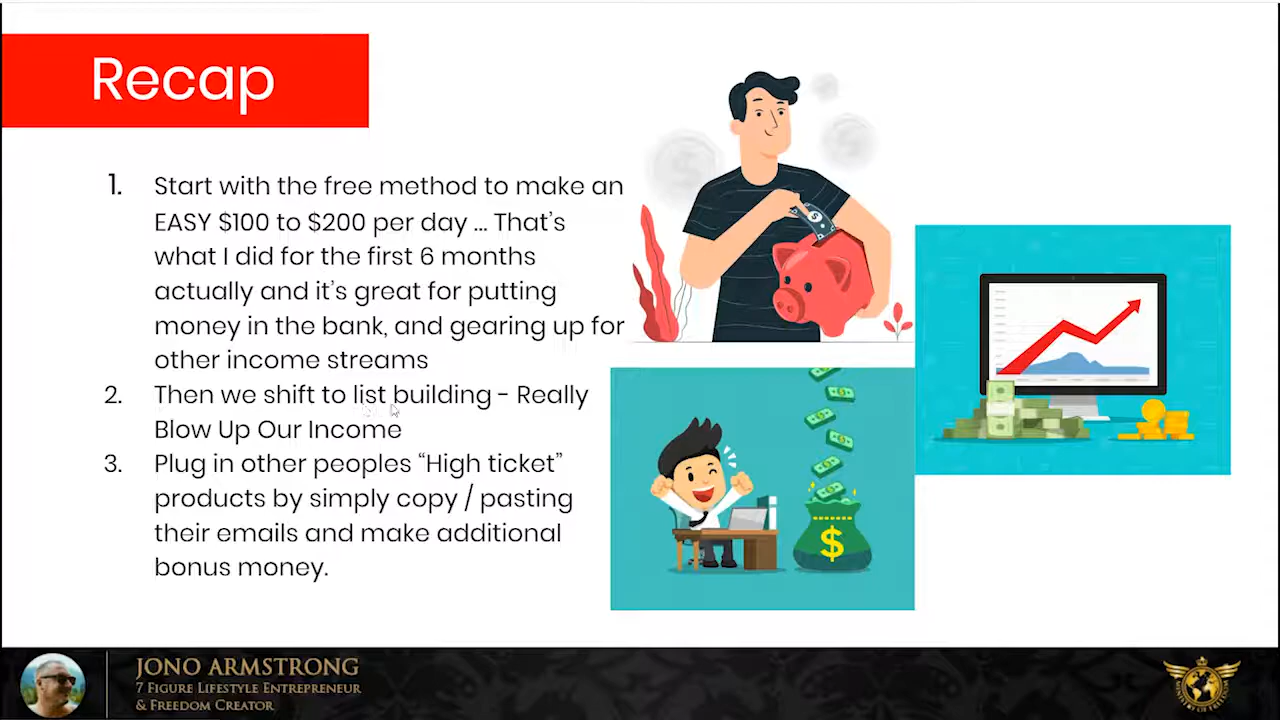 Recap
1. Start with the free method to make an
EASY $100 to $200 per day ... That’s
what I did for the first 6 months
actually and it’s great for putting
money in the bank, and gearing up for
other income streams
2. Then we shift to list building - Really
Blow Up Our Income
3. Plug in other peoples “High ticket”
products by simply copy / pasting
their emails and make additional
bonus money.
$
JONO ARMSTRONG
7 FIGURE LIFESTYLE ENTREPRENEUR
& FREEDOM CREATOR
MINISTRY OF FREEDOM